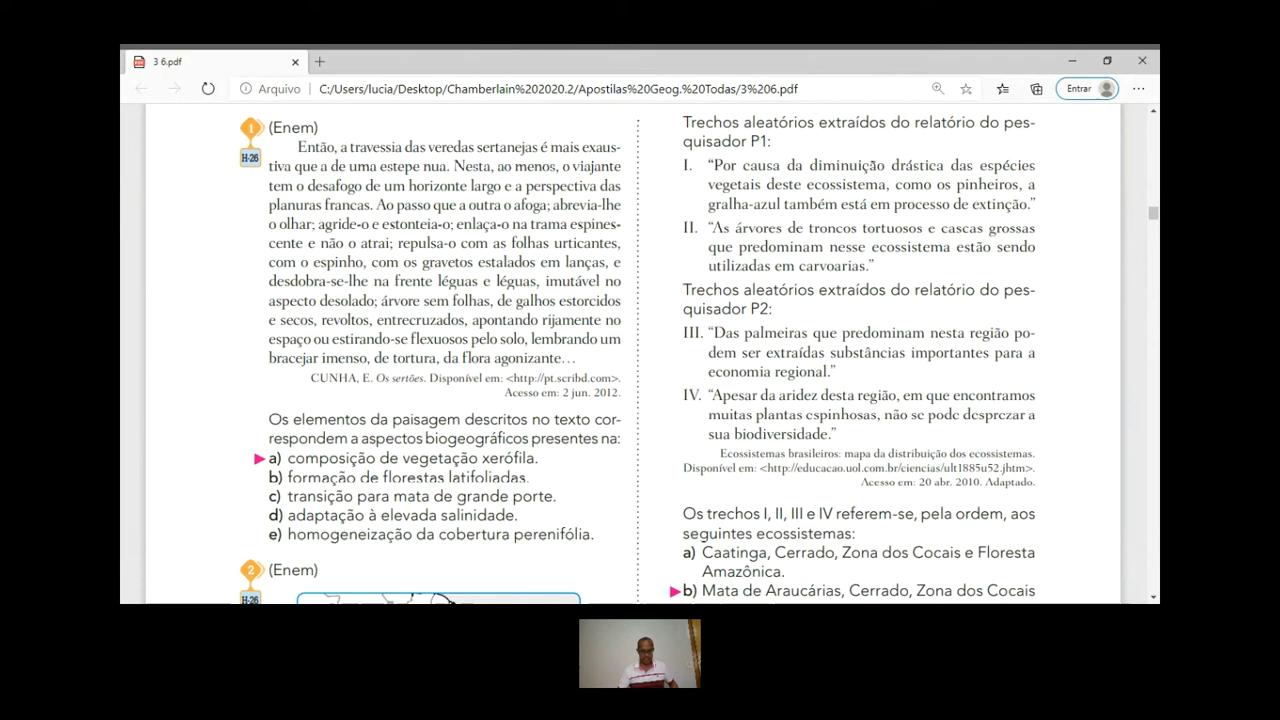 3 6.pdf
Arquivo
C:/Users/lucia/Desktop/Chamberlain%202020.2/Apostilas%20Geog.%20Todas/3%206.pdf
Entrar
1 (Enem)
H-26
Então, a travessia das veredas sertanejas é mais exaus-
tiva que a de uma estepe nua. Nesta, ao menos, o viajante
tem o desafogo de um horizonte largo e a perspectiva das
planuras francas. Ao passo que a outra o afoga; abrevia-lhe
o olhar; agride-o e estonteia-o; enlaça-o na trama espines-
cente e não o atrai; repulsa-o com as folhas urticantes,
com o espinho, com os gravetos estalados em lanças, e
desdobra-se-lhe na frente léguas e léguas, imutável no
aspecto desolado; árvore sem folhas, de galhos estorcidos
e secos, revoltos, entrecruzados, apontando rijamente no
espaço ou estirando-se flexuosos pelo solo, lembrando um
bracejar imenso, de tortura, da flora agonizante…
CUNHA, E. Os sertões. Disponível em: <http://pt.scribd.com>.
Acesso em: 2 jun. 2012.
Os elementos da paisagem descritos no texto cor-
respondem a aspectos biogeográficos presentes na:
a) composição de vegetação xerófila.
b) formação de florestas latifoliadas.
c) transição para mata de grande porte.
d) adaptação à elevada salinidade.
e) homogeneização da cobertura perenifólia.
2 (Enem)
H-26
Trechos aleatórios extraídos do relatório do pes-
quisador P1:
I. “Por causa da diminuição drástica das espécies
vegetais deste ecossistema, como os pinheiros, a
gralha-azul também está em processo de extinção.”
II. “As árvores de troncos tortuosos e cascas grossas
que predominam nesse ecossistema estão sendo
utilizadas em carvoarias.”
Trechos aleatórios extraídos do relatório do pes-
quisador P2:
III. “Das palmeiras que predominam nesta região po-
dem ser extraídas substâncias importantes para a
economia regional.”
IV. “Apesar da aridez desta região, em que encontramos
muitas plantas espinhosas, não se pode desprezar a
sua biodiversidade.”
Ecossistemas brasileiros: mapa da distribuição dos ecossistemas.
Disponível em: <http://educacao.uol.com.br/ciencias/ult1885u52.jhtm>.
Acesso em: 20 abr. 2010. Adaptado.
Os trechos I, II, III e IV referem-se, pela ordem, aos
seguintes ecossistemas:
a) Caatinga, Cerrado, Zona dos Cocais e Floresta
Amazônica.
b) Mata de Araucárias, Cerrado, Zona dos Cocais